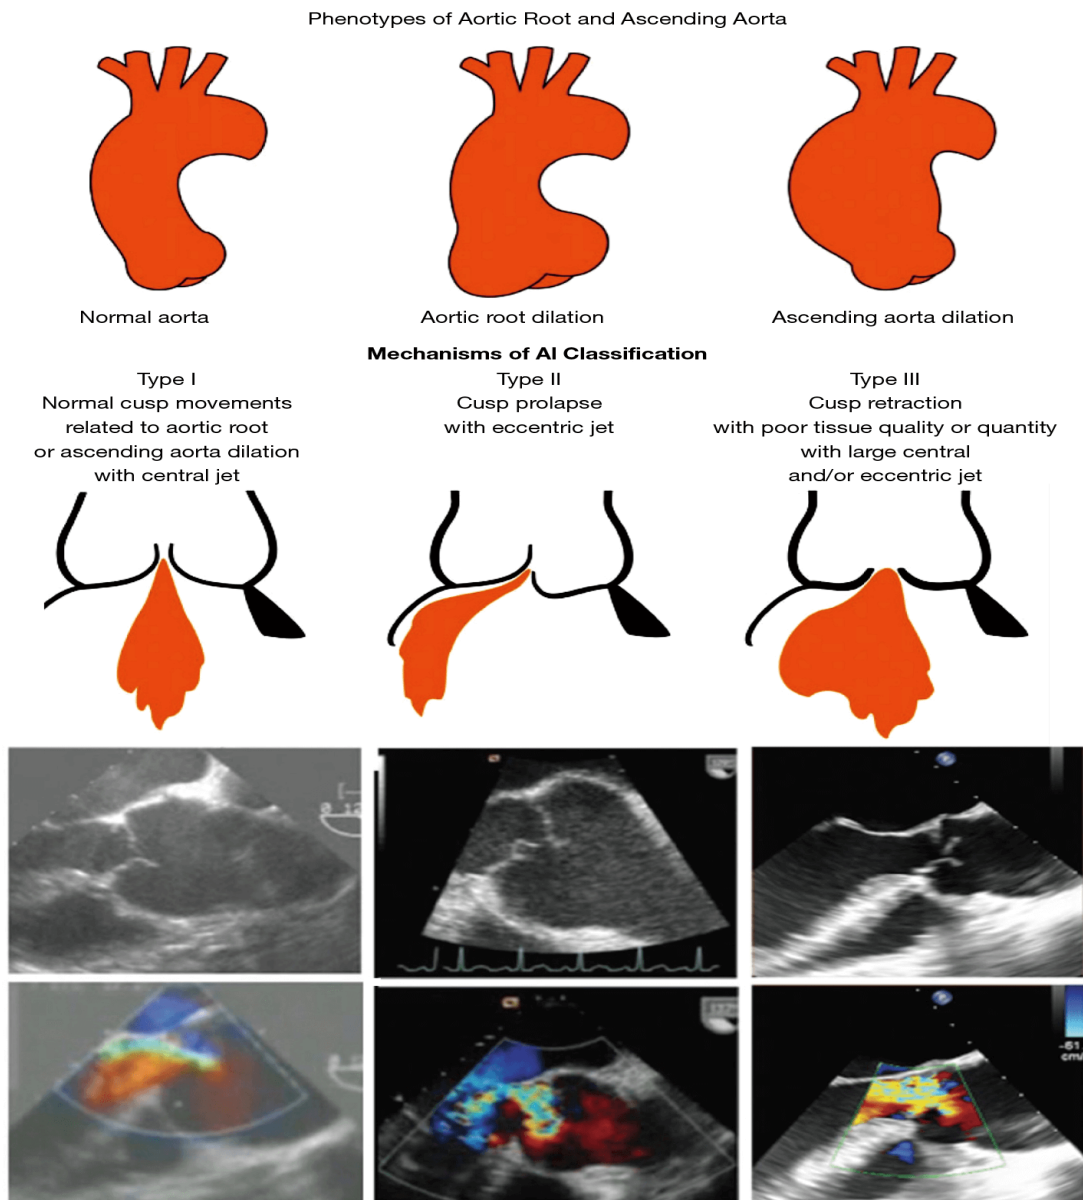 Phenotypes of Aortic Root and Ascending Aorta
Normal aorta
Aortic root dilation
Ascending aorta dilation
Mechanisms of AI Classification
Type I
Normal cusp movements
related to aortic root
or ascending aorta dilation
with central jet
Type II
Cusp prolapse
with eccentric jet
Type III
Cusp retraction
with poor tissue quality or quantity
with large central
and/or eccentric jet
-61